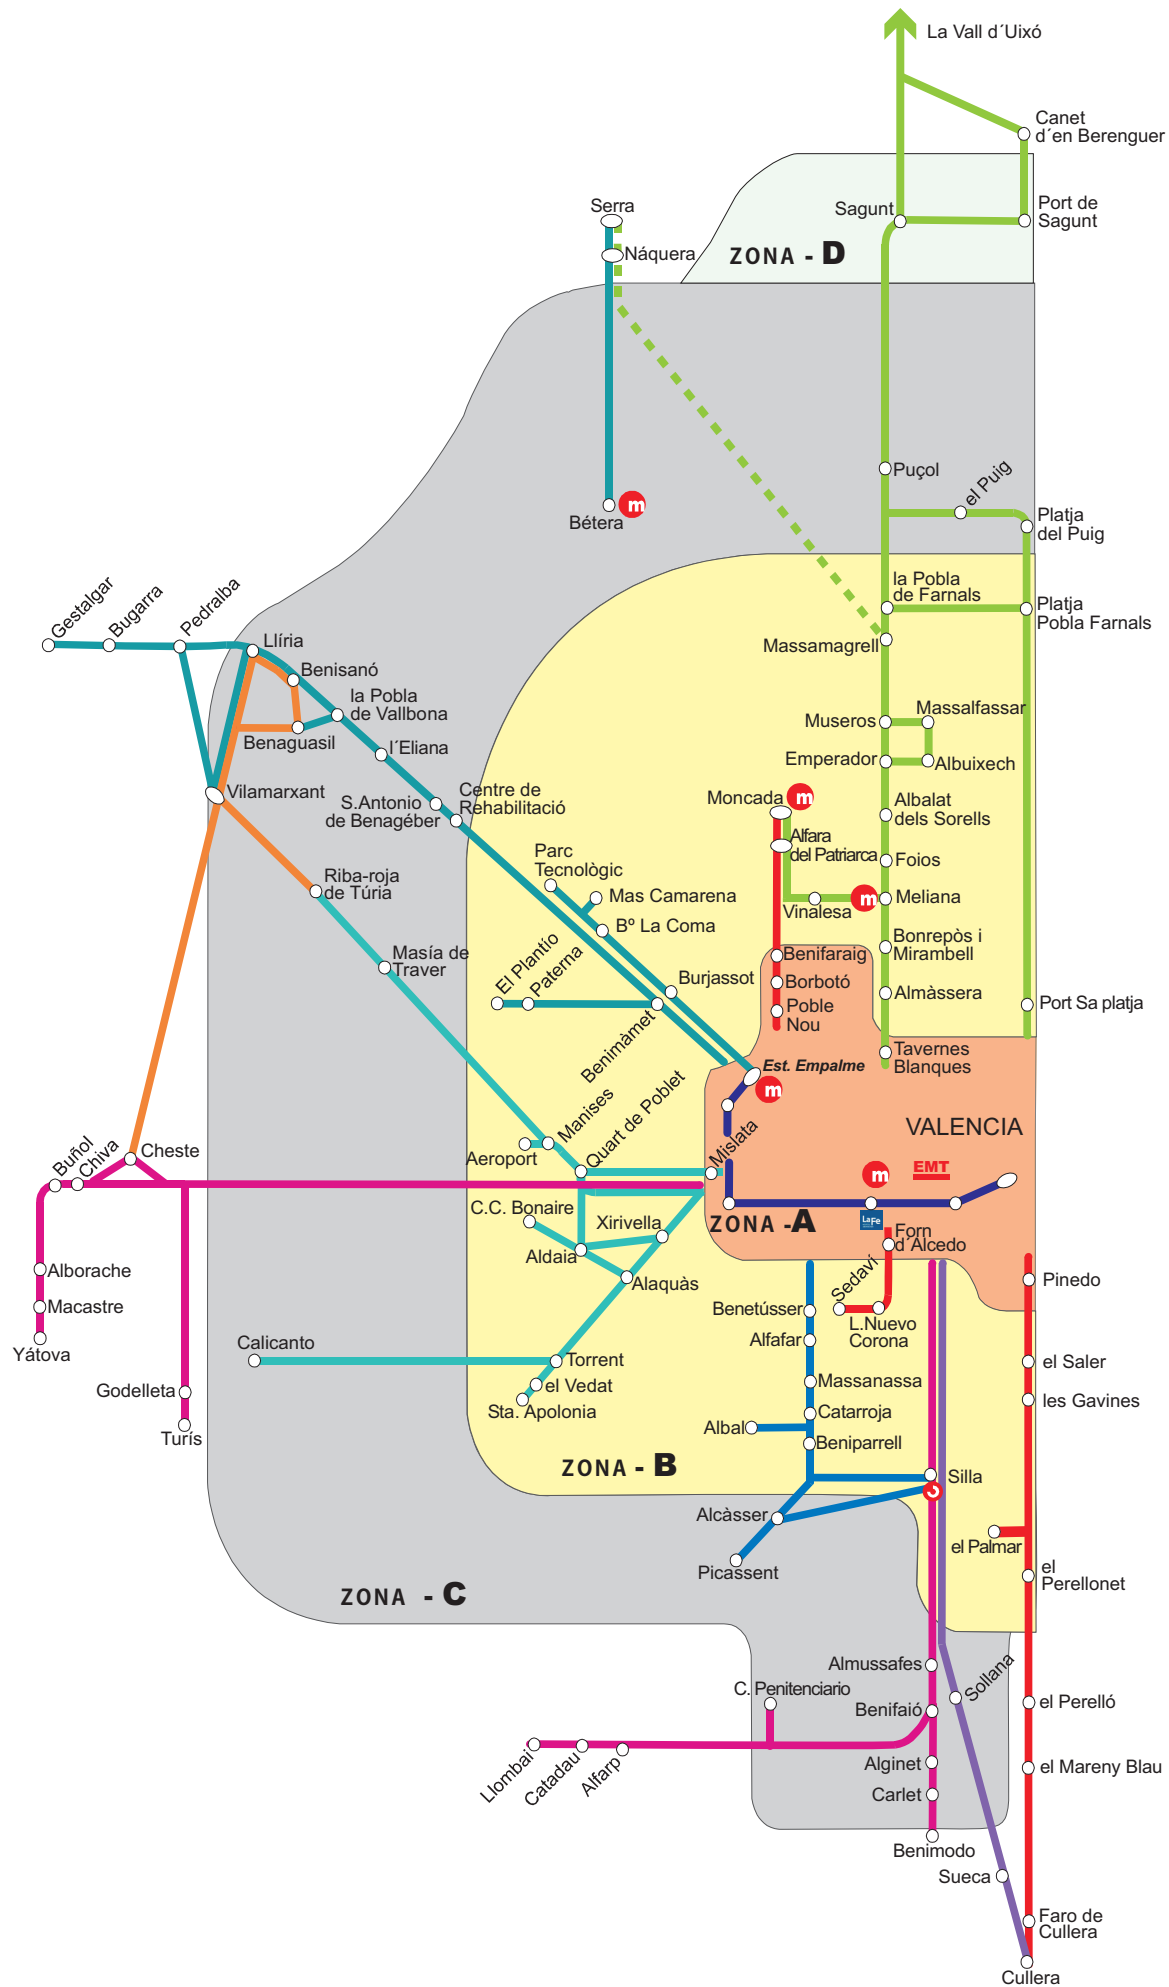 La Vall d´Uixó
Canet
d´en Berenguer
Serra
Sagunt
Port de
Sagunt
Náquera
ZONA - D
Puçol
el Puig
Bétera
m
Platja
del Puig
la Pobla
de Farnals
Platja
Pobla Farnals
Gestalgar
Bugarra
Pedralba
Llíria
Massamagrell
Benisanó
la Pobla
de Vallbona
Massalfassar
Museros
Benaguasil
l´Eliana
Emperador
Albuixech
Vilamarxant
S.Antonio
de Benagéber
Centre de
Rehabilitació
Moncada
m
Albalat
dels Sorells
Alfara
del Patriarca
Parc
Tecnològic
Foios
Riba-roja
de Túria
Mas Camarena
Vinalesa
m
Meliana
Bº La Coma
Bonrepòs i
Mirambell
Masía de
Traver
El Plantío
Paterna
Benifaraig
Burjassot
Borbotó
Almàssera
Poble
Nou
Port Sa platja
Benimàmet
Est. Empalme
m
Tavernes
Blanques
Manises
Quart de Poblet
Mislata
VALENCIA
Aeroport
Buñol
Chiva
Cheste
m
EMT
C.C. Bonaire
Xirivella
ZONA -A
LaFe
Forn
d´Alcedo
Aldaia
Alborache
Alaquàs
Sedaví
Pinedo
Macastre
Benetússer
L.Nuevo
Corona
Yátova
Calicanto
Alfafar
Torrent
el Saler
el Vedat
Massanassa
Godelleta
les Gavines
Sta. Apolonia
Catarroja
Turís
Albal
Beniparrell
ZONA - B
Silla
Alcàsser
el Palmar
Picassent
el
Perellonet
ZONA - C
Almussafes
Sollana
C. Penitenciario
Benifaió
el Perelló
Llombai
Catadau
Alfarp
Alginet
el Mareny Blau
Carlet
Benimodo
Sueca
Faro de
Cullera
Cullera